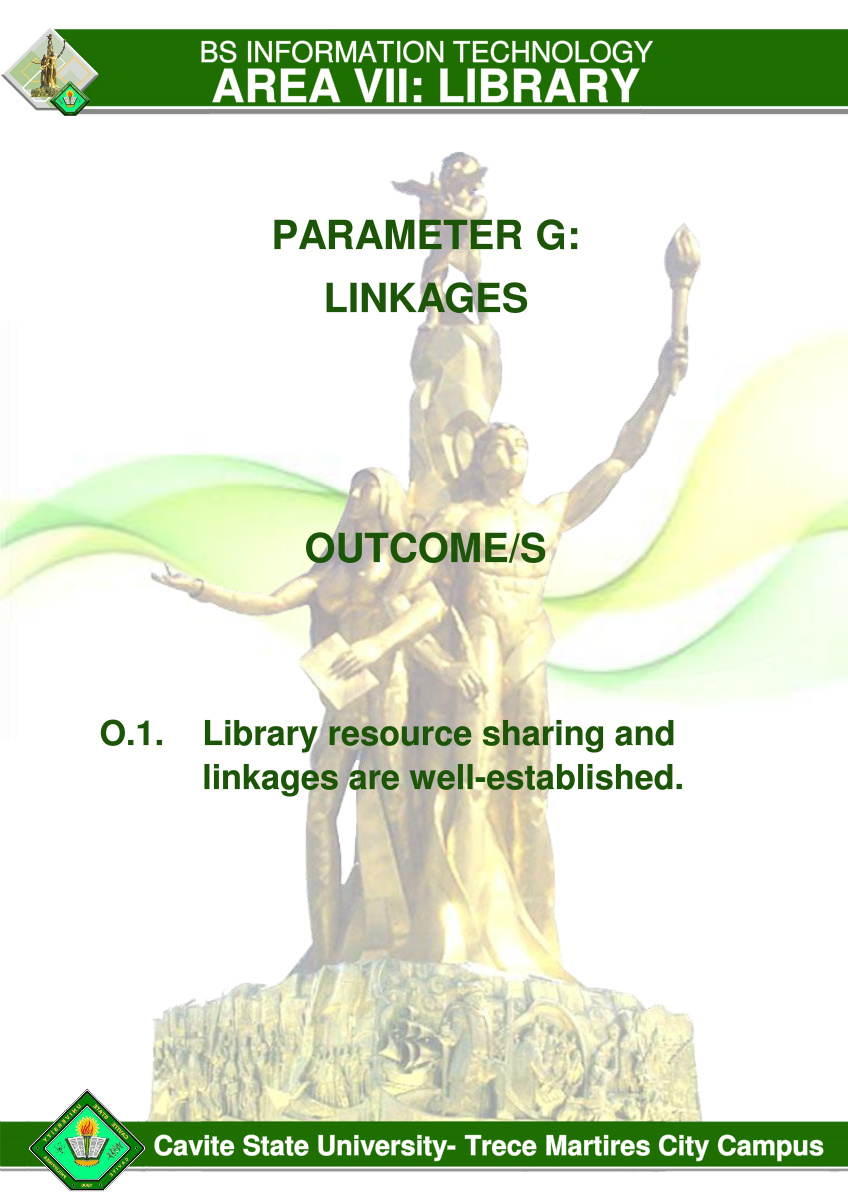 BS INFORMATION TECHNOLOGY
AREA VII: LIBRARY
PARAMETER G:
LINKAGES
OUTCOME/S
O.1. Library resource sharing and
linkages are well-established.
Cavite State University- Trece Martires City Campus